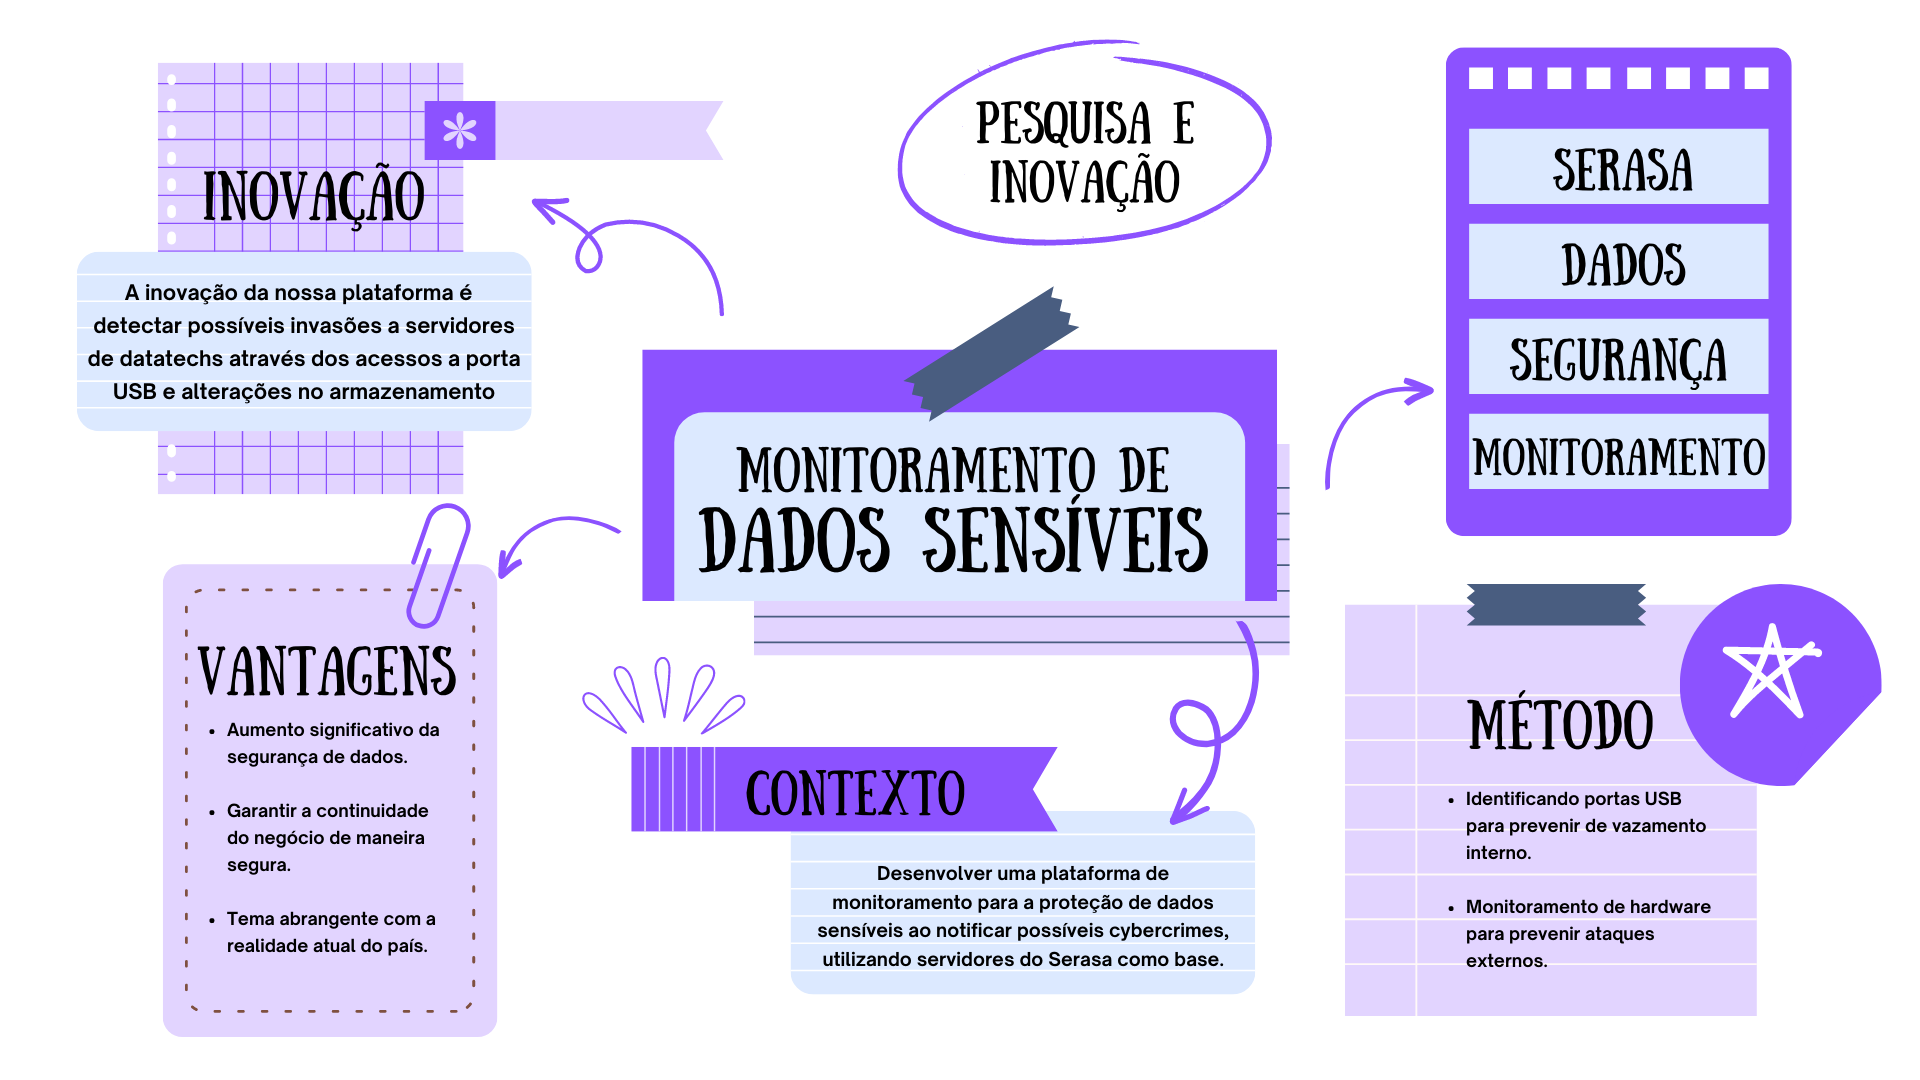 PESQUISA E
INOVAÇÃO
INOVAÇÃO
A inovação da nossa plataforma é
detectar possíveis invasões a servidores
de datatechs através dos acessos a porta
USB e alterações no armazenamento
MONITORAMENTO DE
DADOS SENSÍVEIS
SERASA
DADOS
SEGURANÇA
MONITORAMENTO
VANTAGENS
• Aumento significativo da
segurança de dados.
• Garantir a continuidade
do negócio de maneira
segura.
• Tema abrangente com a
realidade atual do país.
CONTEXTO
Desenvolver uma plataforma de
monitoramento para a proteção de dados
sensíveis ao notificar possíveis cybercrimes,
utilizando servidores do Serasa como base.
MÉTODO
• Identificando portas USB
para prevenir de vazamento
interno.
• Monitoramento de hardware
para prevenir ataques
externos.